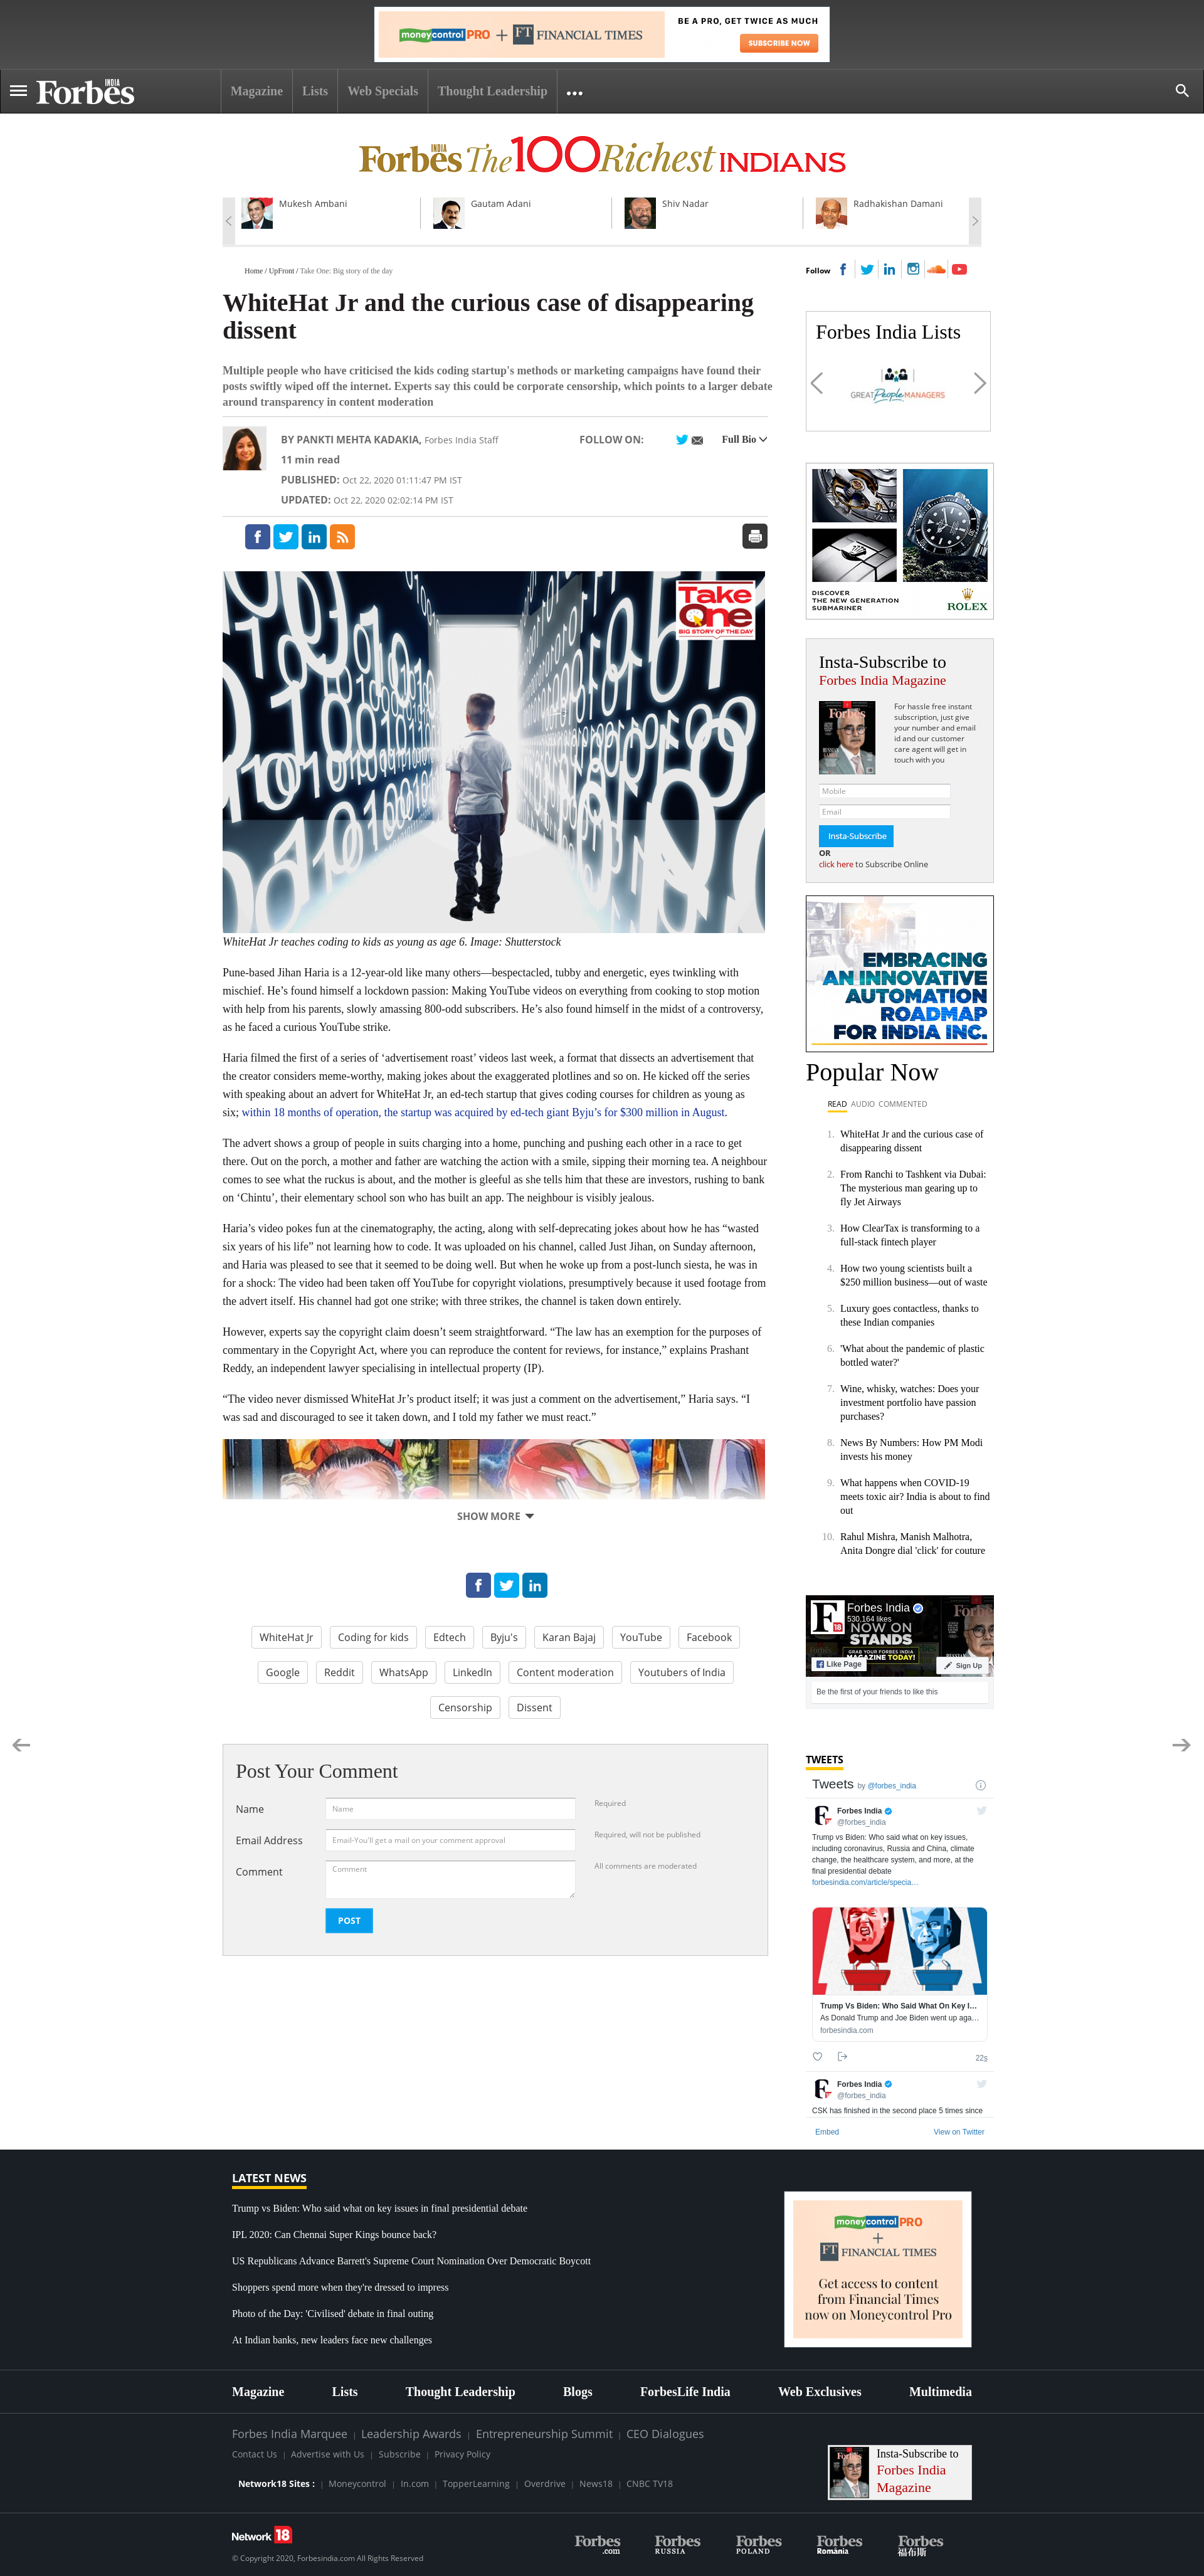 moneycontrol PRO + FT FINANCIAL TIMES
BE A PRO, GET TWICE AS MUCH
SUBSCRIBE NOW
Forbes INDIA
Magazine
Lists
Web Specials
Thought Leadership
Forbes INDIA The 100 Richest INDIANS
Mukesh Ambani
Gautam Adani
Shiv Nadar
Radhakishan Damani
Home / UpFront / Take One: Big story of the day
WhiteHat Jr and the curious case of disappearing
dissent
Multiple people who have criticised the kids coding startup's methods or marketing campaigns have found their
posts swiftly wiped off the internet. Experts say this could be corporate censorship, which points to a larger debate
around transparency in content moderation
BY PANKTI MEHTA KADAKIA, Forbes India Staff
FOLLOW ON:
Full Bio
11 min read
PUBLISHED: Oct 22, 2020 01:11:47 PM IST
UPDATED: Oct 22, 2020 02:02:14 PM IST
Take
One
BIG STORY OF THE DAY
WhiteHat Jr teaches coding to kids as young as age 6. Image: Shutterstock
Pune-based Jihan Haria is a 12-year-old like many others—bespectacled, tubby and energetic, eyes twinkling with
mischief. He’s found himself a lockdown passion: Making YouTube videos on everything from cooking to stop motion
with help from his parents, slowly amassing 800-odd subscribers. He’s also found himself in the midst of a controversy,
as he faced a curious YouTube strike.
Haria filmed the first of a series of ‘advertisement roast’ videos last week, a format that dissects an advertisement that
the creator considers meme-worthy, making jokes about the exaggerated plotlines and so on. He kicked off the series
with speaking about an advert for WhiteHat Jr, an ed-tech startup that gives coding courses for children as young as
six; within 18 months of operation, the startup was acquired by ed-tech giant Byju’s for $300 million in August.
The advert shows a group of people in suits charging into a home, punching and pushing each other in a race to get
there. Out on the porch, a mother and father are watching the action with a smile, sipping their morning tea. A neighbour
comes to see what the ruckus is about, and the mother is gleeful as she tells him that these are investors, rushing to bank
on ‘Chintu’, their elementary school son who has built an app. The neighbour is visibly jealous.
Haria’s video pokes fun at the cinematography, the acting, along with self-deprecating jokes about how he has “wasted
six years of his life” not learning how to code. It was uploaded on his channel, called Just Jihan, on Sunday afternoon,
and Haria was pleased to see that it seemed to be doing well. But when he woke up from a post-lunch siesta, he was in
for a shock: The video had been taken off YouTube for copyright violations, presumptively because it used footage from
the advert itself. His channel had got one strike; with three strikes, the channel is taken down entirely.
However, experts say the copyright claim doesn’t seem straightforward. “The law has an exemption for the purposes of
commentary in the Copyright Act, where you can reproduce the content for reviews, for instance,” explains Prashant
Reddy, an independent lawyer specialising in intellectual property (IP).
“The video never dismissed WhiteHat Jr’s product itself; it was just a comment on the advertisement,” Haria says. “I
was sad and discouraged to see it taken down, and I told my father we must react.”
SHOW MORE
WhiteHat Jr
Coding for kids
Edtech
Byju's
Karan Bajaj
YouTube
Facebook
Google
Reddit
WhatsApp
LinkedIn
Content moderation
Youtubers of India
Censorship
Dissent
Post Your Comment
Name
Name
Required
Email Address
Email-You'll get a mail on your comment approval
Required, will not be published
Comment
Comment
All comments are moderated
POST
Follow
Forbes India Lists
GREAT People MANAGERS
DISCOVER
THE NEW GENERATION
SUBMARINER
ROLEX
Insta-Subscribe to
Forbes India Magazine
Forbes
For hassle free instant
subscription, just give
your number and email
id and our customer
care agent will get in
touch with you
Mobile
Email
Insta-Subscribe
OR
click here to Subscribe Online
EMBRACING
AN INNOVATIVE
AUTOMATION
ROADMAP
FOR INDIA INC.
Popular Now
READ AUDIO COMMENTED
1. WhiteHat Jr and the curious case of
disappearing dissent
2. From Ranchi to Tashkent via Dubai:
The mysterious man gearing up to
fly Jet Airways
3. How ClearTax is transforming to a
full-stack fintech player
4. How two young scientists built a
$250 million business—out of waste
5. Luxury goes contactless, thanks to
these Indian companies
6. 'What about the pandemic of plastic
bottled water?'
7. Wine, whisky, watches: Does your
investment portfolio have passion
purchases?
8. News By Numbers: How PM Modi
invests his money
9. What happens when COVID-19
meets toxic air? India is about to find
out
10. Rahul Mishra, Manish Malhotra,
Anita Dongre dial 'click' for couture
F 18
Forbes India
530,164 likes
NOW ON
STANDS
GRAB YOUR FORBES INDIA
MAGAZINE TODAY!
Like Page
Sign Up
Be the first of your friends to like this
TWEETS
Tweets by @forbes_india
Forbes India
@forbes_india
Trump vs Biden: Who said what on key issues,
including coronavirus, Russia and China, climate
change, the healthcare system, and more, at the
final presidential debate
forbesindia.com/article/specia…
Trump Vs Biden: Who Said What On Key I…
As Donald Trump and Joe Biden went up aga…
forbesindia.com
22s
Forbes India
@forbes_india
CSK has finished in the second place 5 times since
Embed
View on Twitter
LATEST NEWS
Trump vs Biden: Who said what on key issues in final presidential debate
IPL 2020: Can Chennai Super Kings bounce back?
US Republicans Advance Barrett's Supreme Court Nomination Over Democratic Boycott
Shoppers spend more when they're dressed to impress
Photo of the Day: 'Civilised' debate in final outing
At Indian banks, new leaders face new challenges
moneycontrol PRO
+
FT FINANCIAL TIMES
Get access to content
from Financial Times
now on Moneycontrol Pro
Magazine
Lists
Thought Leadership
Blogs
ForbesLife India
Web Exclusives
Multimedia
Forbes India Marquee | Leadership Awards | Entrepreneurship Summit | CEO Dialogues
Contact Us | Advertise with Us | Subscribe | Privacy Policy
Network18 Sites : | Moneycontrol | In.com | TopperLearning | Overdrive | News18 | CNBC TV18
Forbes
Insta-Subscribe to
Forbes India
Magazine
Network 18
© Copyright 2020, Forbesindia.com All Rights Reserved
Forbes .com
Forbes RUSSIA
Forbes POLAND
Forbes România
Forbes 福布斯